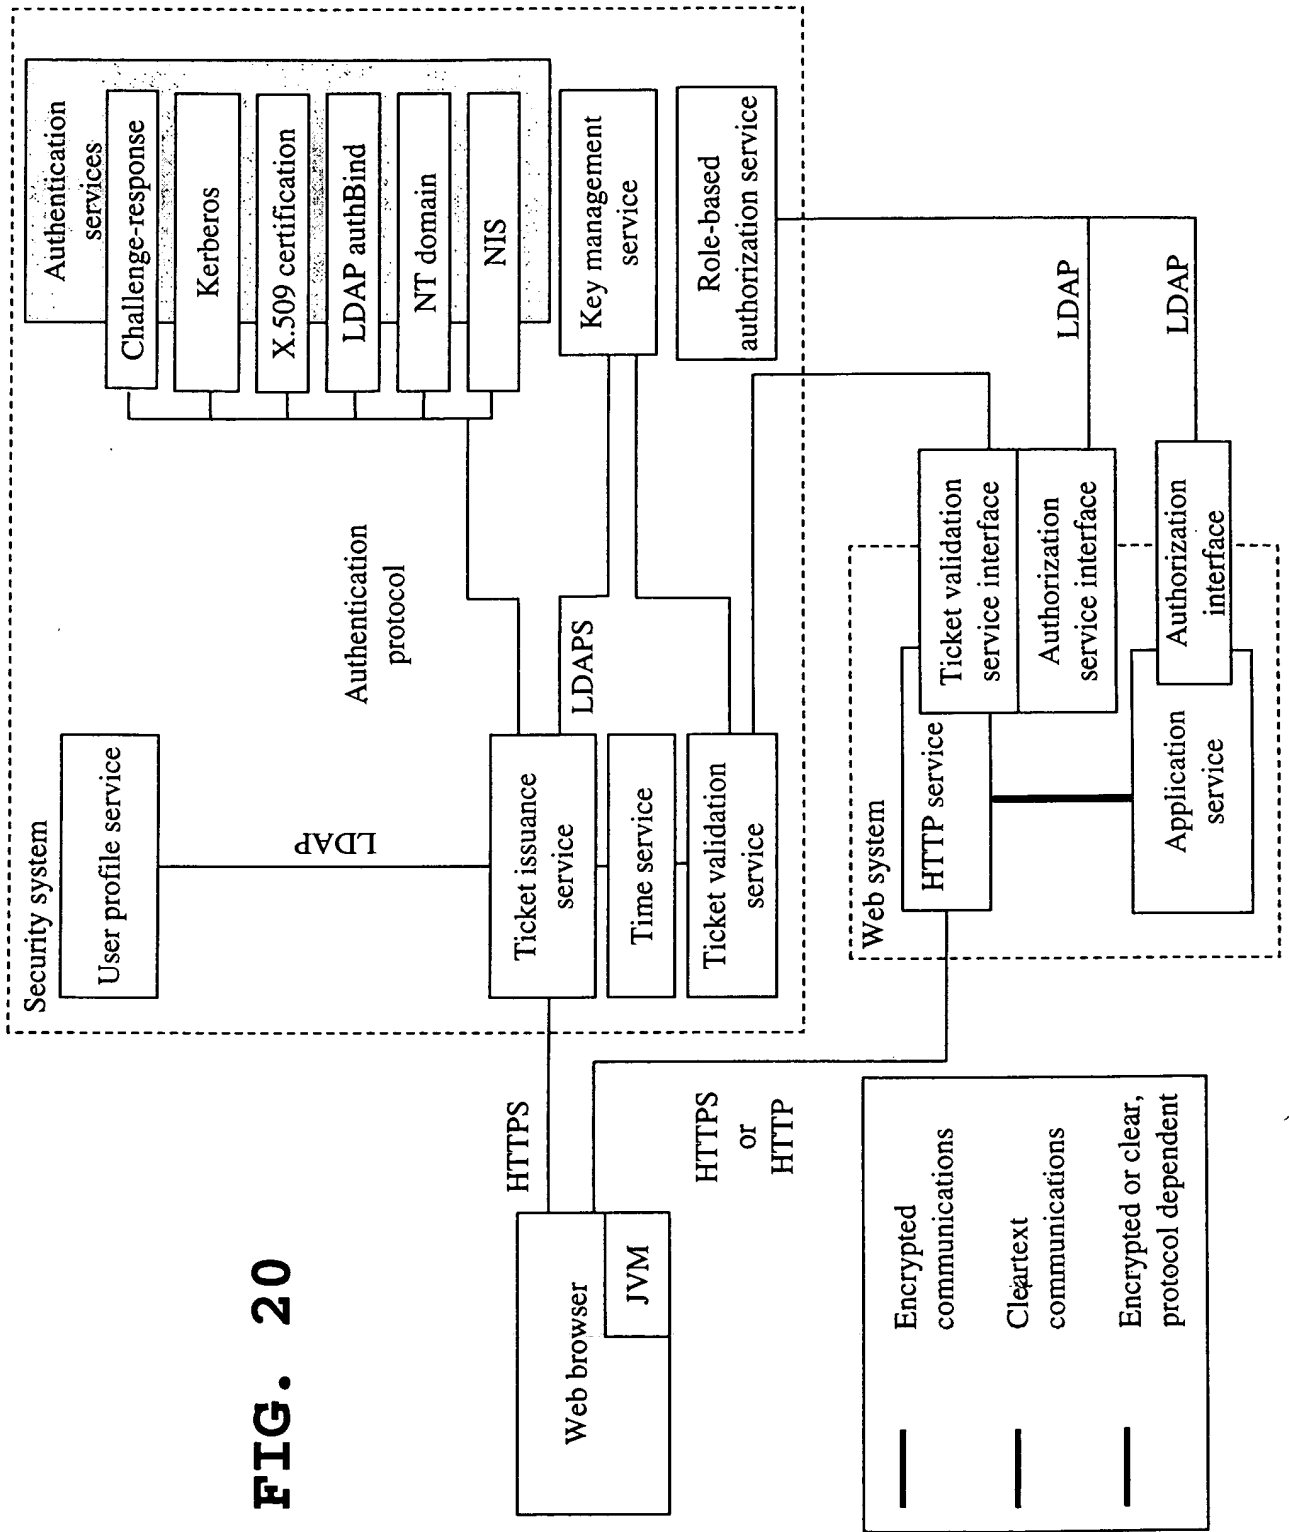 FIG. 20
Security system
User profile service
LDAP
Authentication
protocol
Authentication
services
Challenge-response
Kerberos
X.509 certification
LDAP authBind
NT domain
NIS
Key management
service
Role-based
authorization service
HTTPS
Ticket issuance
service
LDAPS
Time service
Ticket validation
service
Web browser
JVM
HTTPS
or
HTTP
Web system
HTTP service
Ticket validation
service interface
Authorization
service interface
LDAP
Application
service
Authorization
interface
LDAP
Encrypted
communications
Cleartext
communications
Encrypted or clear,
protocol dependent